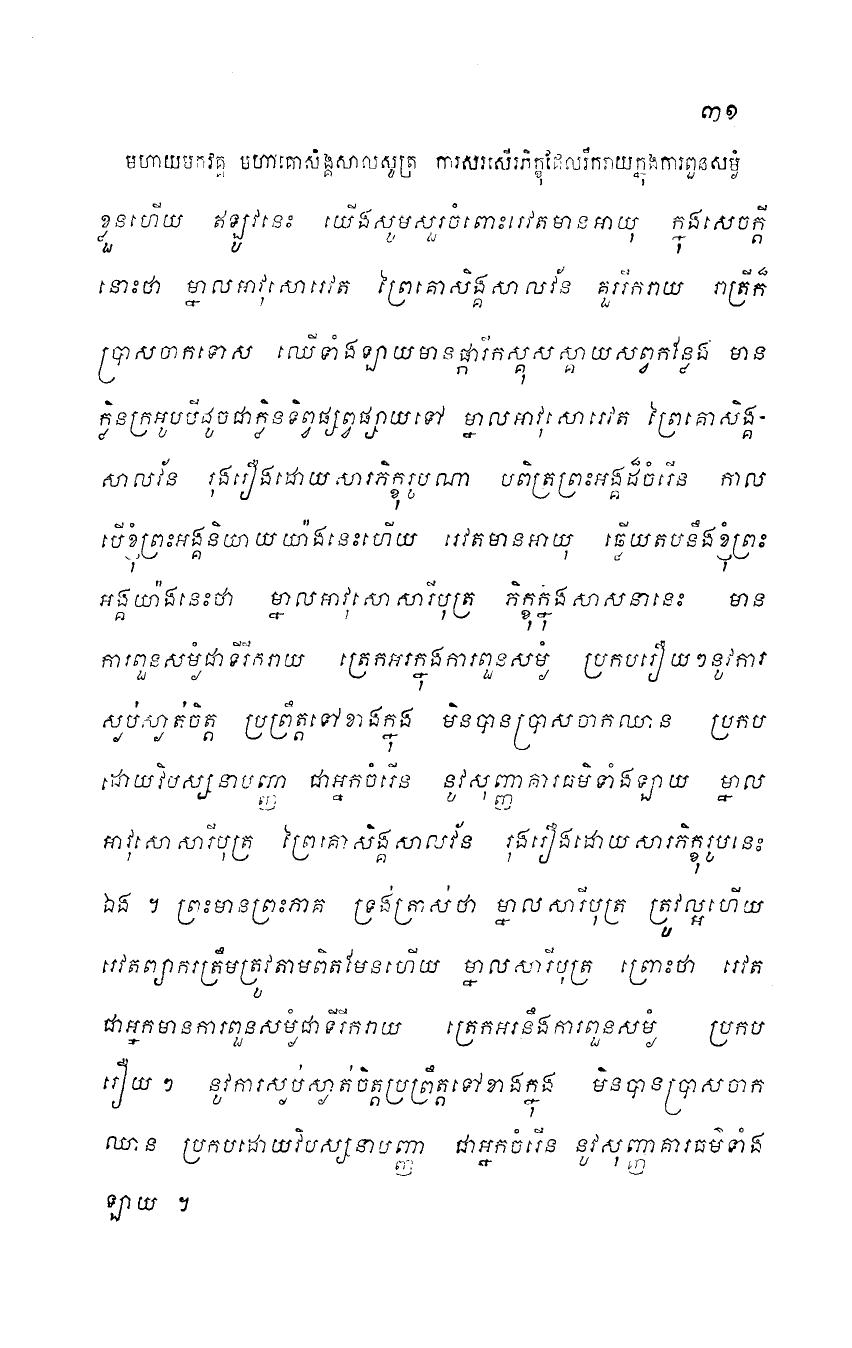 ៣១
មហាយមកវគ្គ មហាគោសិង្គសាលសូត្រ ការសរសើរភិក្ខុដែលរីករាយក្នុងការពួនសម្ងំ
ខ្លួនហើយ ឥឡូវនេះ យើងសូមសួរចំពោះរេវតមានអាយុ ក្នុងសេចក្តី
នោះថា ម្នាលអាវុសោរេវត ព្រៃគោសិង្គសាលវ័ន គួររីករាយ រាត្រីក៏
ប្រាសចាកទោស ឈើទាំងឡាយមានផ្ការីកស្គុសស្គាយសព្វកន្លែង មាន
ក្លិនក្រអូបបីដូចជាក្លិនទិព្វផ្សព្វផ្សាយទៅ ម្នាលអាវុសោរេវត ព្រៃគោសិង្គ-
សាលវ័ន រុងរឿងដោយសារភិក្ខុរូបណា បពិត្រព្រះអង្គដ៏ចំរើន កាល
បើខ្ញុំព្រះអង្គនិយាយយ៉ាងនេះហើយ រេវតមានអាយុ ធ្លើយតបនឹងខ្ញុំព្រះ
អង្គយ៉ាងនេះថា ម្នាលអាវុសោសារីបុត្រ ភិក្ខុក្នុងសាសនានេះ មាន
ការពួនសម្ងំជាទីរីករាយ ត្រេកអរក្នុងការពួនសម្ងំ ប្រកបរឿយៗនូវការ
ស្ងប់ស្ងាត់ចិត្ត ប្រព្រឹត្តទៅខាងក្នុង មិនបានប្រាសចាកឈាន ប្រកប
ដោយវិបស្សនាបញ្ញា ជាអ្នកចំរើន នូវសុញ្ញាគារធម៌ទាំងឡាយ ម្នាល
អាវុសោសារីបុត្រ ព្រៃគោសិង្គសាលវ័ន រុងរឿងដោយសារភិក្ខុរូបនេះ
ឯង ។ ព្រះមានព្រះភាគ ទ្រង់ត្រាស់ថា ម្នាលសារីបុត្រ ត្រូវល្អហើយ
រេវតព្យាករត្រឹមត្រូវតាមពិតមែនហើយ ម្នាលសារីបុត្រ ព្រោះថា រេវត
ជាអ្នកមានការពួនសម្ងំជាទីរីករាយ ត្រេកអរនឹងការពួនសម្ងំ ប្រកប
រឿយៗ នូវការស្ងប់ស្ងាត់ចិត្តប្រព្រឹត្តទៅខាងក្នុង មិនបានប្រាសចាក
ឈាន ប្រកបដោយវិបស្សនាបញ្ញា ជាអ្នកចំរើន នូវសុញ្ញាគារធម៌ទាំង
ឡាយ ។